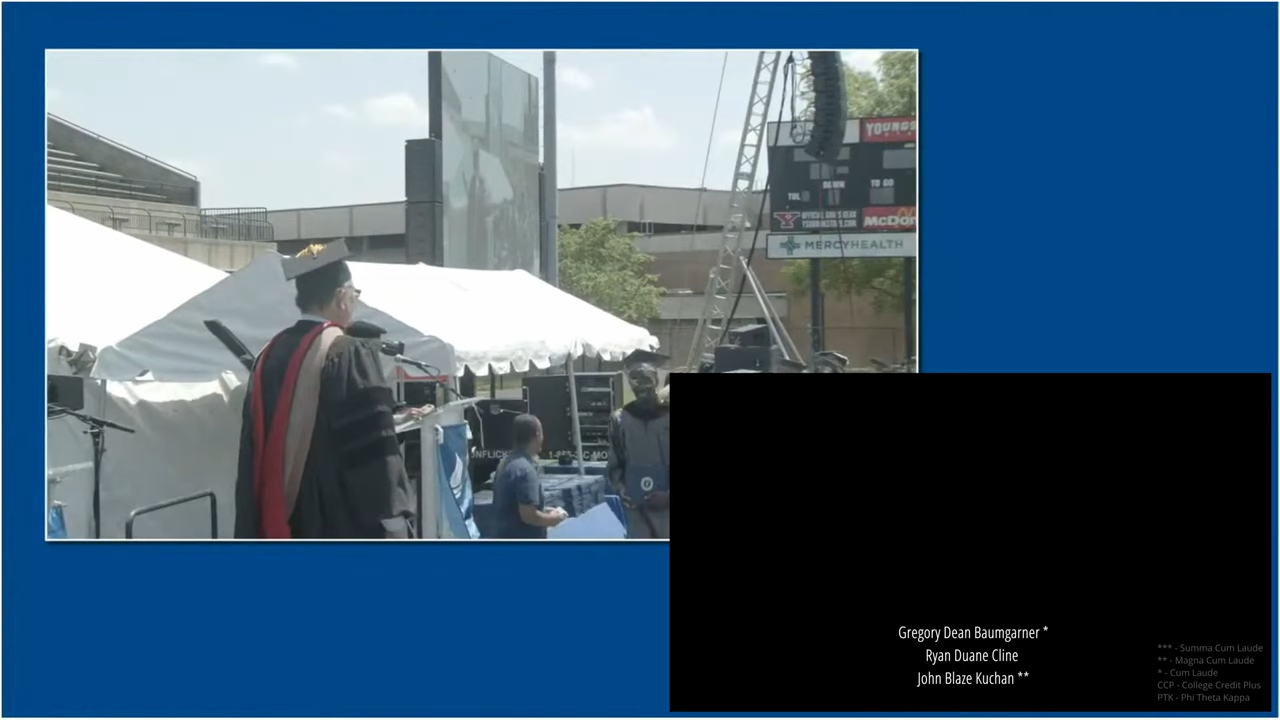 YOUNGS
DOWN
TO GO
TOL
Y
McDon
MERCYHEALTH
Gregory Dean Baumgarner *
Ryan Duane Cline
John Blaze Kuchan **
*** - Summa Cum Laude
** - Magna Cum Laude
* - Cum Laude
CCP - College Credit Plus
PTK - Phi Theta Kappa